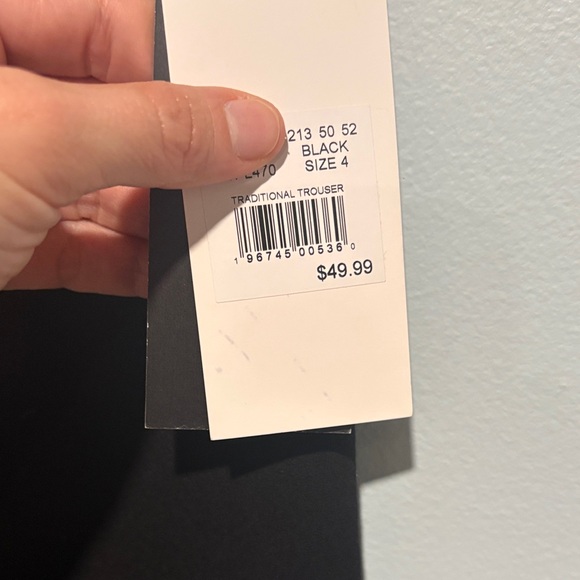 213 50 52
BLACK
SIZE 4
TRADITIONAL TROUSER
1 96745 00536 0
$49.99